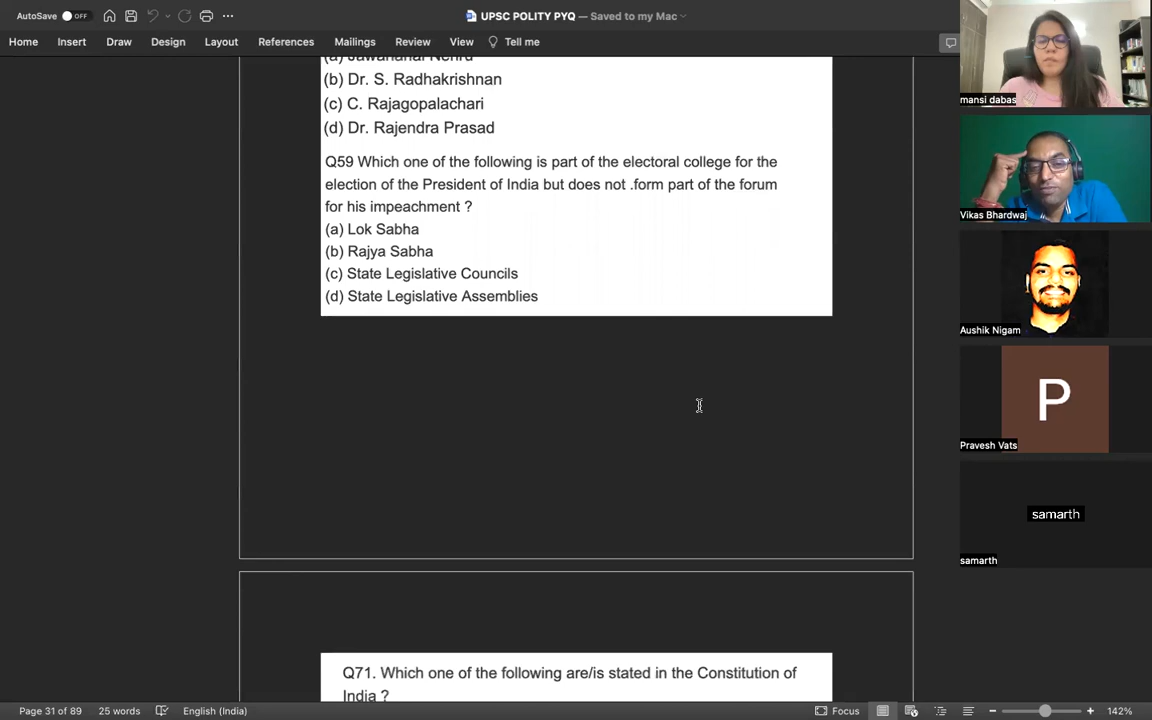 AutoSave OFF
UPSC POLITY PYQ — Saved to my Mac
Home Insert Draw Design Layout References Mailings Review View Tell me
(a) Jawaharlal Nehru
(b) Dr. S. Radhakrishnan
(c) C. Rajagopalachari
(d) Dr. Rajendra Prasad
Q59 Which one of the following is part of the electoral college for the
election of the President of India but does not .form part of the forum
for his impeachment ?
(a) Lok Sabha
(b) Rajya Sabha
(c) State Legislative Councils
(d) State Legislative Assemblies
Q71. Which one of the following are/is stated in the Constitution of
India ?
Page 31 of 89 25 words English (India) Focus 142%
mansi dabas
Vikas Bhardwaj
Aushik Nigam
P
Pravesh Vats
samarth
samarth